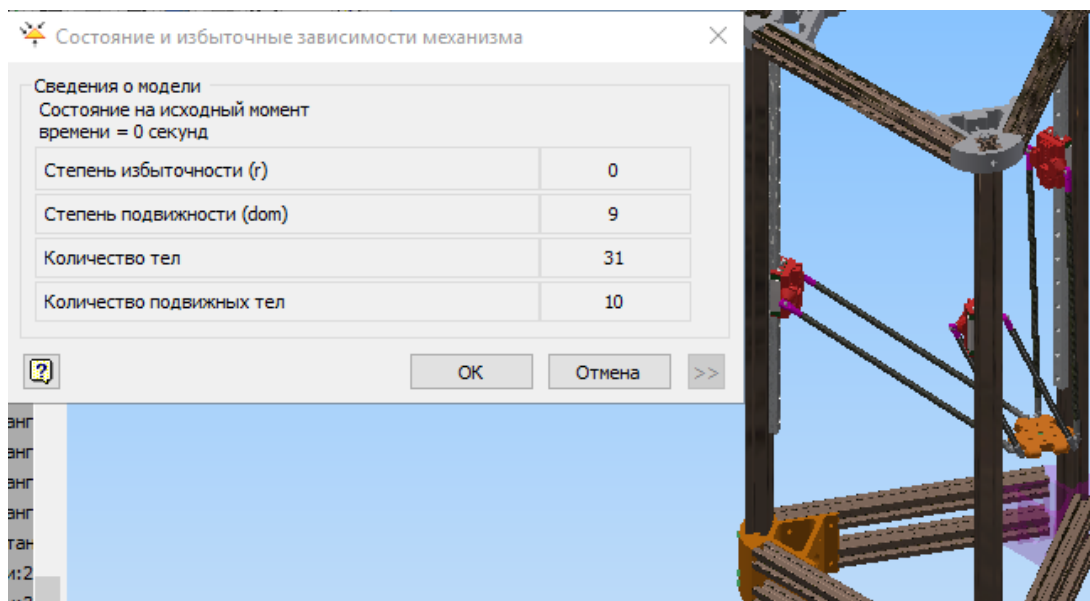 Состояние и избыточные зависимости механизма
Сведения о модели
Состояние на исходный момент
времени = 0 секунд
Степень избыточности (r) 0
Степень подвижности (dom) 9
Количество тел 31
Количество подвижных тел 10
OK Отмена >>